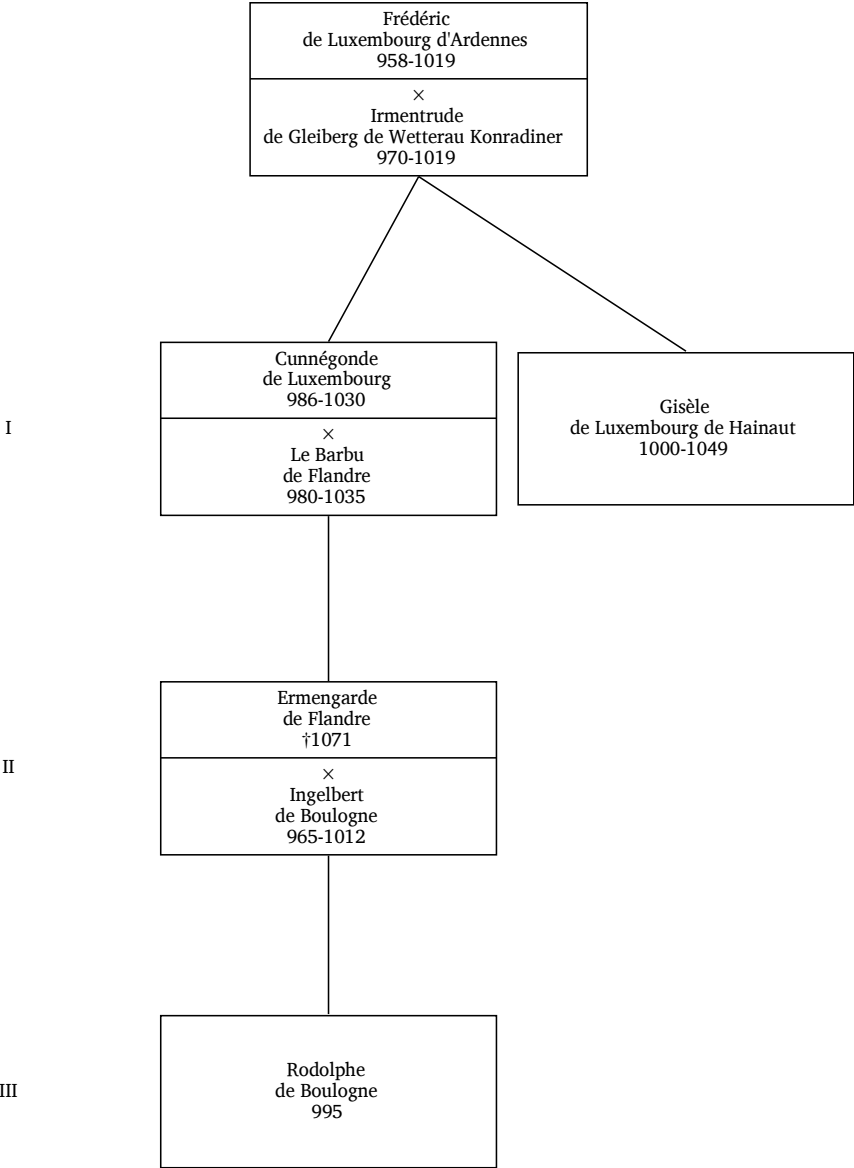 Frédéric
de Luxembourg d'Ardennes
958-1019
×
Irmentrude
de Gleiberg de Wetterau Konradiner
970-1019
I
Cunnégonde
de Luxembourg
986-1030
×
Le Barbu
de Flandre
980-1035
Gisèle
de Luxembourg de Hainaut
1000-1049
II
Ermengarde
de Flandre
†1071
×
Ingelbert
de Boulogne
965-1012
III
Rodolphe
de Boulogne
995